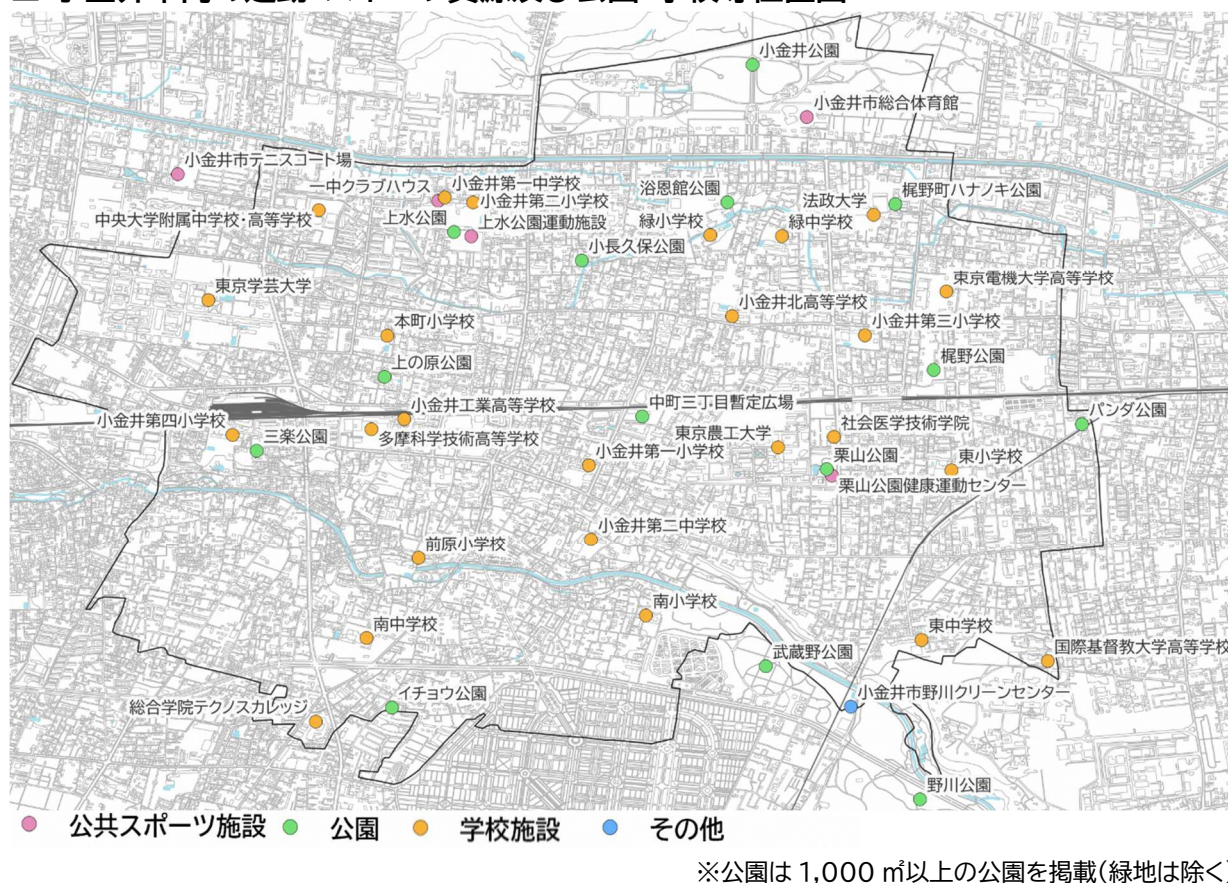 小金井公園
小金井市総合体育館
小金井市テニスコート場
一中クラブハウス
小金井第一中学校
小金井第二小学校
中央大学附属中学校・高等学校
上水公園
上水公園運動施設
浴恩館公園
緑小学校
法政大学
緑中学校
梶野町ハナノキ公園
小長久保公園
東京学芸大学
東京電機大学高等学校
本町小学校
小金井北高等学校
小金井第三小学校
上の原公園
梶野公園
小金井第四小学校
小金井工業高等学校
中町三丁目暫定広場
パンダ公園
三楽公園
多摩科学技術高等学校
東京農工大学
社会医学技術学院
小金井第一小学校
栗山公園
東小学校
栗山公園健康運動センター
小金井第二中学校
前原小学校
南小学校
南中学校
東中学校
武蔵野公園
国際基督教大学高等学校
総合学院テクノスカレッジ
イチョウ公園
小金井市野川クリーンセンター
野川公園
公共スポーツ施設 公園 学校施設 その他
※公園は1,000㎡以上の公園を掲載(緑地は除く)